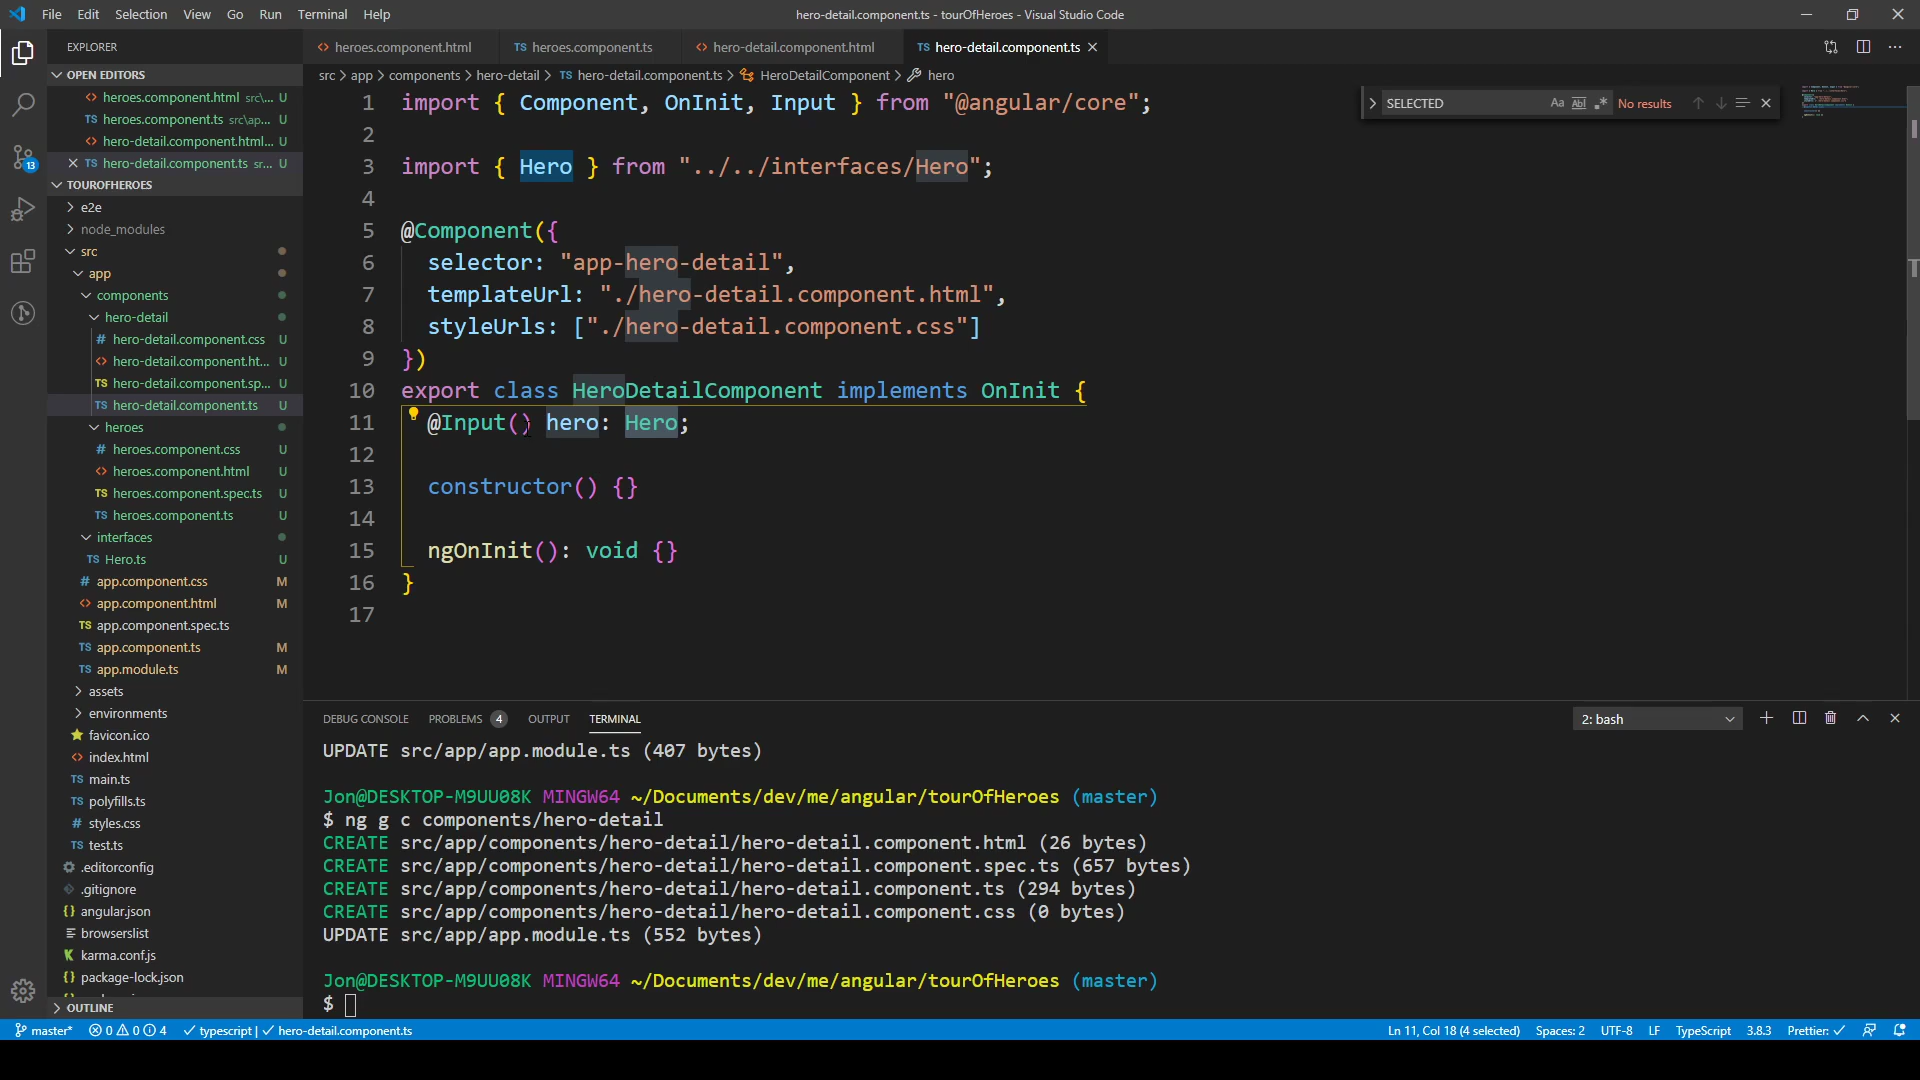 File Edit Selection View Go Run Terminal Help
hero-detail.component.ts - tourOfHeroes - Visual Studio Code
EXPLORER
OPEN EDITORS
heroes.component.html src\... U
heroes.component.ts src\ap... U
hero-detail.component.html... U
hero-detail.component.ts sr... U
TOUROFHEROES
e2e
node_modules
src
app
components
hero-detail
hero-detail.component.css U
hero-detail.component.ht... U
hero-detail.component.sp... U
hero-detail.component.ts U
heroes
heroes.component.css U
heroes.component.html U
heroes.component.spec.ts U
heroes.component.ts U
interfaces
Hero.ts U
app.component.css M
app.component.html M
app.component.spec.ts
app.component.ts M
app.module.ts M
assets
environments
favicon.ico
index.html
main.ts
polyfills.ts
styles.css
test.ts
.editorconfig
.gitignore
angular.json
browserslist
karma.conf.js
package-lock.json
OUTLINE
13
heroes.component.html heroes.component.ts hero-detail.component.html hero-detail.component.ts
src > app > components > hero-detail > hero-detail.component.ts > HeroDetailComponent > hero
SELECTED Aa Abl .* No results
1 import { Component, OnInit, Input } from "@angular/core";
2
3 import { Hero } from "../../interfaces/Hero";
4
5 @Component({
6 selector: "app-hero-detail",
7 templateUrl: "./hero-detail.component.html",
8 styleUrls: ["./hero-detail.component.css"]
9 })
10 export class HeroDetailComponent implements OnInit {
11 @Input() hero: Hero;
12
13 constructor() {}
14
15 ngOnInit(): void {}
16 }
17
DEBUG CONSOLE PROBLEMS 4 OUTPUT TERMINAL 2: bash
UPDATE src/app/app.module.ts (407 bytes)
Jon@DESKTOP-M9UU08K MINGW64 ~/Documents/dev/me/angular/tourOfHeroes (master)
$ ng g c components/hero-detail
CREATE src/app/components/hero-detail/hero-detail.component.html (26 bytes)
CREATE src/app/components/hero-detail/hero-detail.component.spec.ts (657 bytes)
CREATE src/app/components/hero-detail/hero-detail.component.ts (294 bytes)
CREATE src/app/components/hero-detail/hero-detail.component.css (0 bytes)
UPDATE src/app/app.module.ts (552 bytes)
Jon@DESKTOP-M9UU08K MINGW64 ~/Documents/dev/me/angular/tourOfHeroes (master)
$
master* 0 0 4 typescript | hero-detail.component.ts
Ln 11, Col 18 (4 selected) Spaces: 2 UTF-8 LF TypeScript 3.8.3 Prettier: ✓